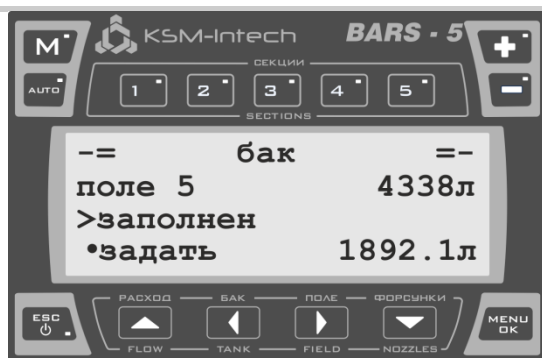 M
KSM-Intech
BARS - 5
+
AUTO
СЕКЦИИ
1 2 3 4 5
-
SECTIONS
-= бак =-
поле 5 4338л
>заполнен
•задать 1892.1л
ESC
РАСХОД БАК ПОЛЕ ФОРСУНКИ
MENU
OK
FLOW TANK FIELD NOZZLES